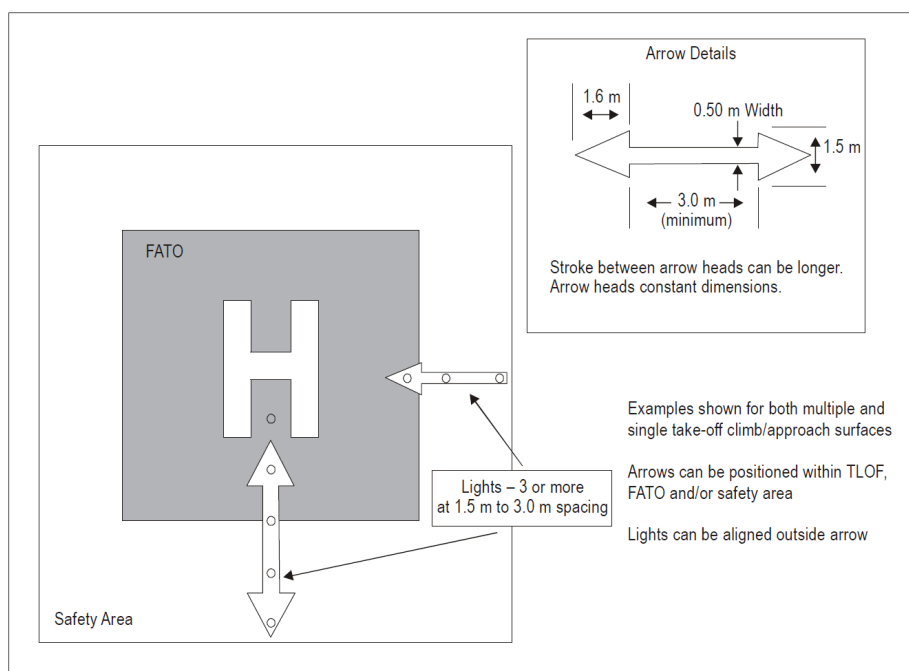 Arrow Details
1.6 m
0.50 m Width
1.5 m
3.0 m
(minimum)
Stroke between arrow heads can be longer.
Arrow heads constant dimensions.
FATO
H
Examples shown for both multiple and
single take-off climb/approach surfaces
Arrows can be positioned within TLOF,
FATO and/or safety area
Lights can be aligned outside arrow
Lights – 3 or more
at 1.5 m to 3.0 m spacing
Safety Area